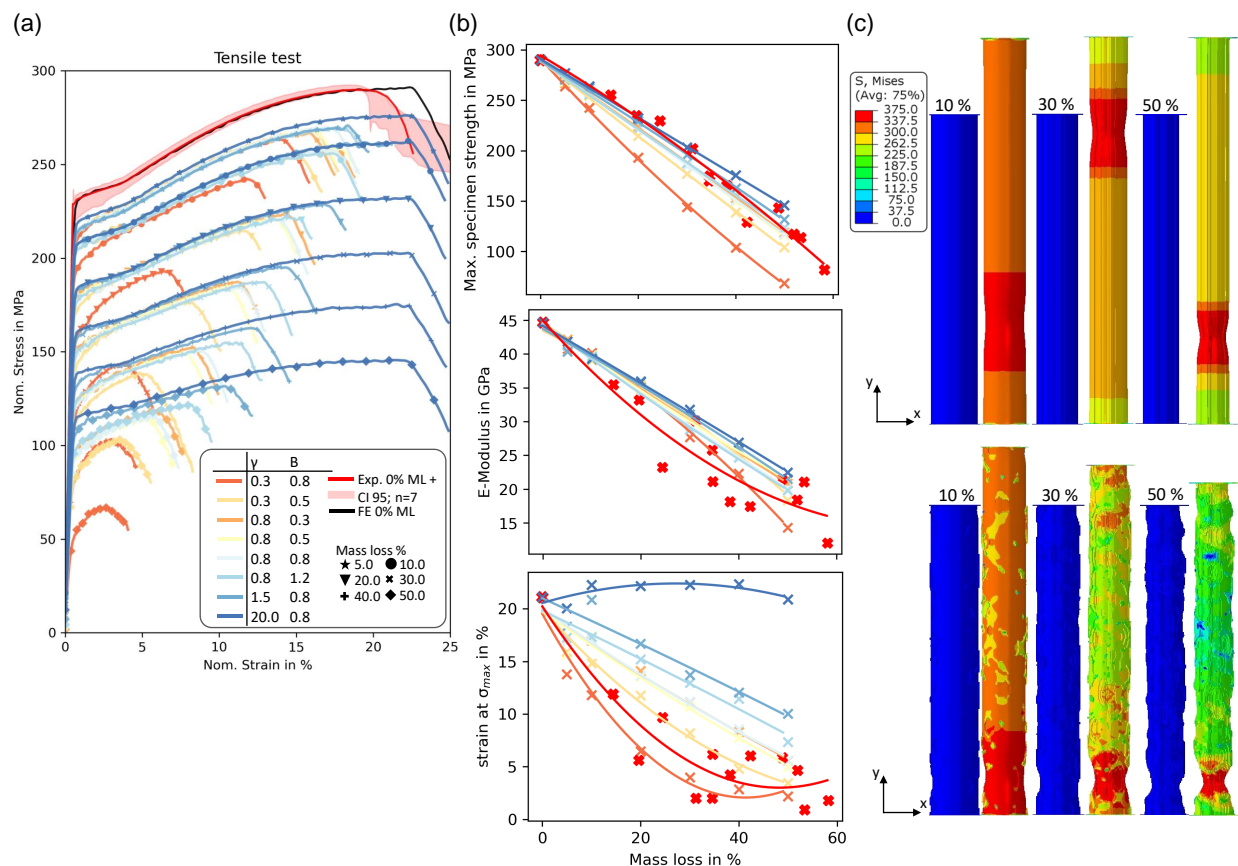 (a)
Tensile test
300
250
200
150
100
50
0
Nom. Stress in MPa
0
5
10
15
20
25
Nom. Strain in %
γ B
0.3 0.8
0.3 0.5
0.8 0.3
0.8 0.5
0.8 0.8
0.8 1.2
1.5 0.8
20.0 0.8
Exp. 0% ML +
CI 95; n=7
FE 0% ML
Mass loss %
5.0 10.0
20.0 30.0
40.0 50.0
(b)
300
250
200
150
100
Max. specimen strength in MPa
45
40
35
30
25
20
15
E-Modulus in GPa
20
15
10
5
0
strain at σmax in %
0
20
40
60
Mass loss in %
(c)
S, Mises
(Avg: 75%)
375.0
337.5
300.0
262.5
225.0
187.5
150.0
112.5
75.0
37.5
0.0
10 %
30 %
50 %
y
x
10 %
30 %
50 %
y
x